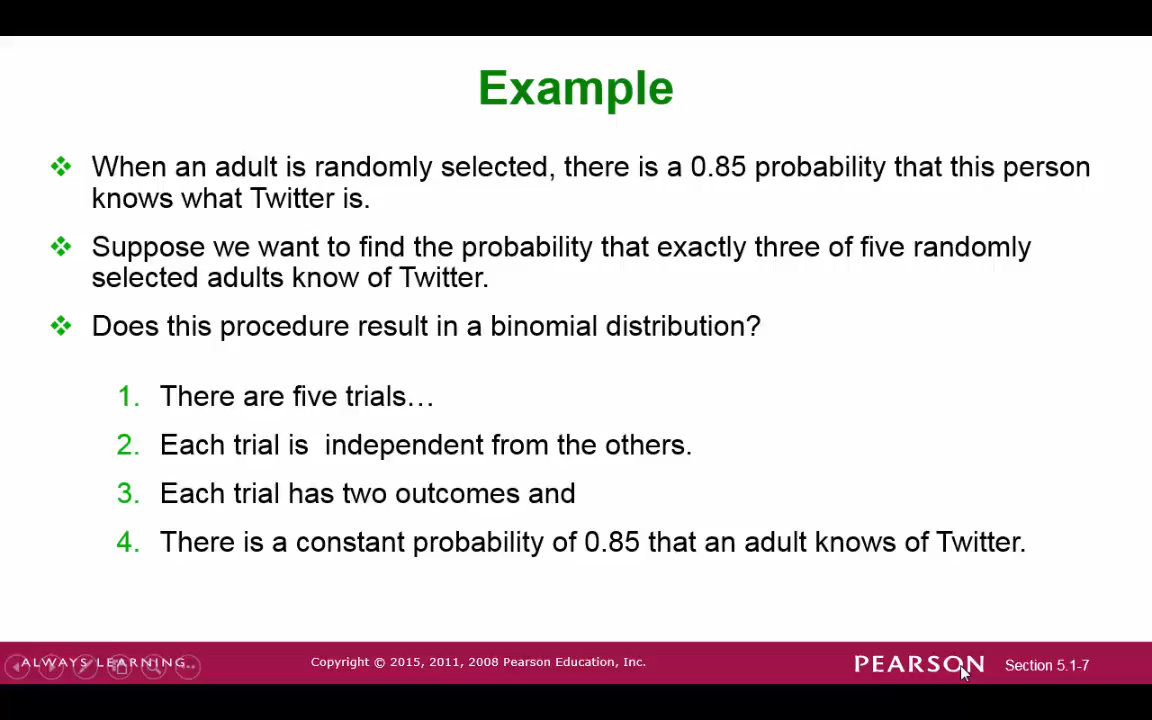 Example
When an adult is randomly selected, there is a 0.85 probability that this person
knows what Twitter is.
Suppose we want to find the probability that exactly three of five randomly
selected adults know of Twitter.
Does this procedure result in a binomial distribution?
1. There are five trials…
2. Each trial is  independent from the others.
3. Each trial has two outcomes and
4. There is a constant probability of 0.85 that an adult knows of Twitter.
ALWAYS LEARNING
Copyright © 2015, 2011, 2008 Pearson Education, Inc.
PEARSON
Section 5.1-7